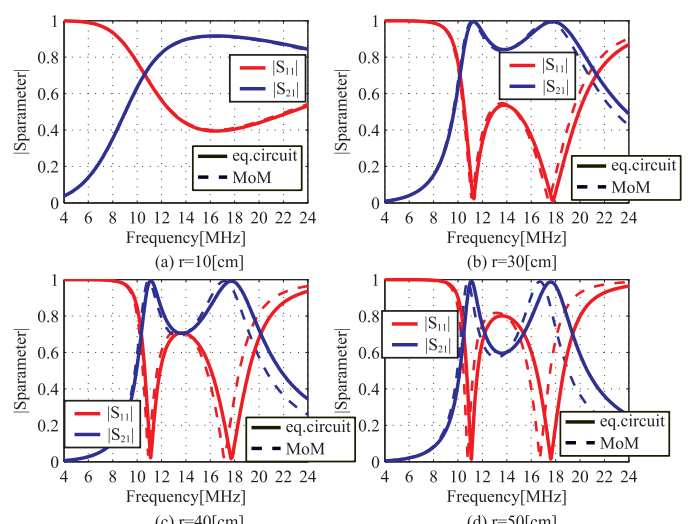 1
0.8
0.6
0.4
0.2
0
|Sparameter|
|S11|
|S21|
eq.circuit
MoM
4 6 8 10 12 14 16 18 20 22 24
Frequency[MHz]
(a) r=10[cm]
1
0.8
0.6
0.4
0.2
0
|Sparameter|
|S11|
|S21|
eq.circuit
MoM
4 6 8 10 12 14 16 18 20 22 24
Frequency[MHz]
(b) r=30[cm]
1
0.8
0.6
0.4
0.2
0
|Sparameter|
|S11|
|S21|
eq.circuit
MoM
4 6 8 10 12 14 16 18 20 22 24
Frequency[MHz]
(c) r=40[cm]
1
0.8
0.6
0.4
0.2
0
|Sparameter|
|S11|
|S21|
eq.circuit
MoM
4 6 8 10 12 14 16 18 20 22 24
Frequency[MHz]
(d) r=50[cm]